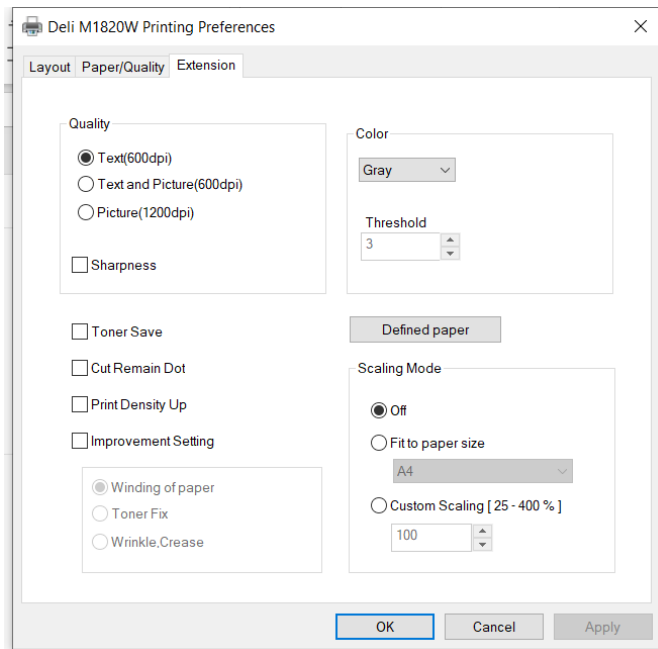 Deli M1820W Printing Preferences
Layout Paper/Quality Extension
Quality
Text(600dpi)
Text and Picture(600dpi)
Picture(1200dpi)
Sharpness
Color
Gray
Threshold
3
Toner Save
Cut Remain Dot
Print Density Up
Improvement Setting
Winding of paper
Toner Fix
Wrinkle,Crease
Defined paper
Scaling Mode
Off
Fit to paper size
A4
Custom Scaling [ 25 - 400 % ]
100
OK Cancel Apply